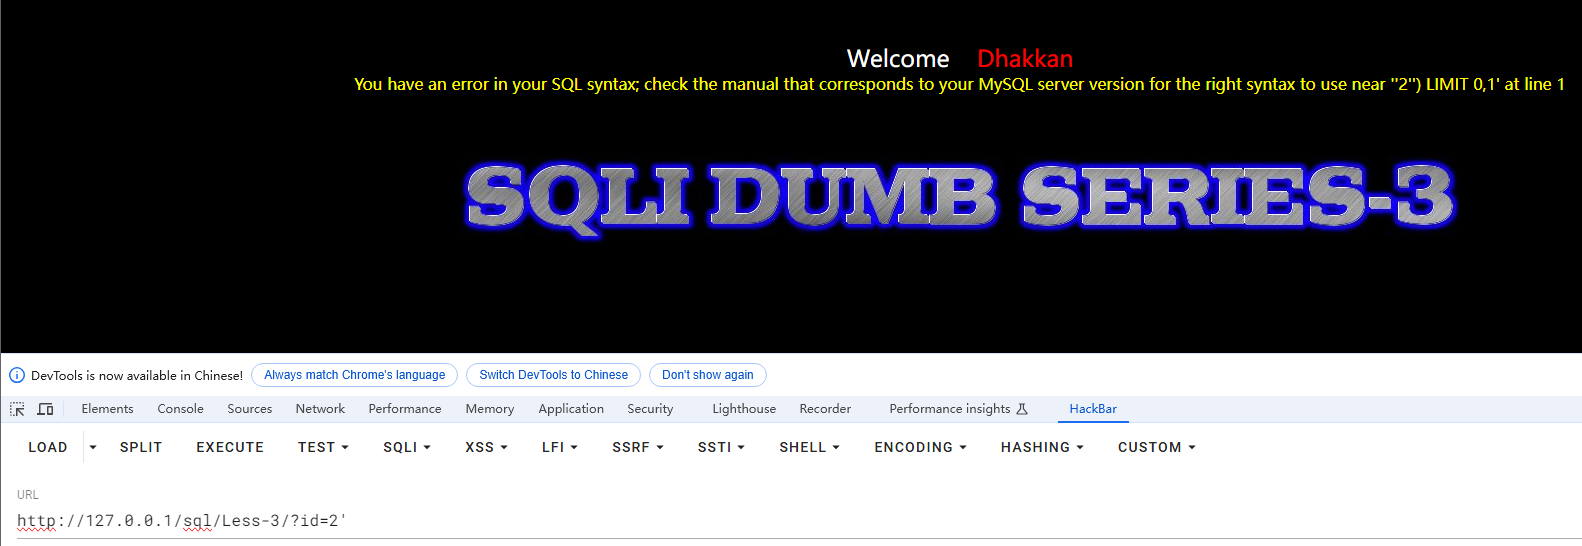 Welcome Dhakkan
You have an error in your SQL syntax; check the manual that corresponds to your MySQL server version for the right syntax to use near ''2'') LIMIT 0,1' at line 1
SQLI DUMB SERIES-3
DevTools is now available in Chinese! Always match Chrome's language Switch DevTools to Chinese Don't show again
Elements Console Sources Network Performance Memory Application Security Lighthouse Recorder Performance insights HackBar
LOAD SPLIT EXECUTE TEST SQLI XSS LFI SSRF SSTI SHELL ENCODING HASHING CUSTOM
URL
http://127.0.0.1/sql/Less-3/?id=2'